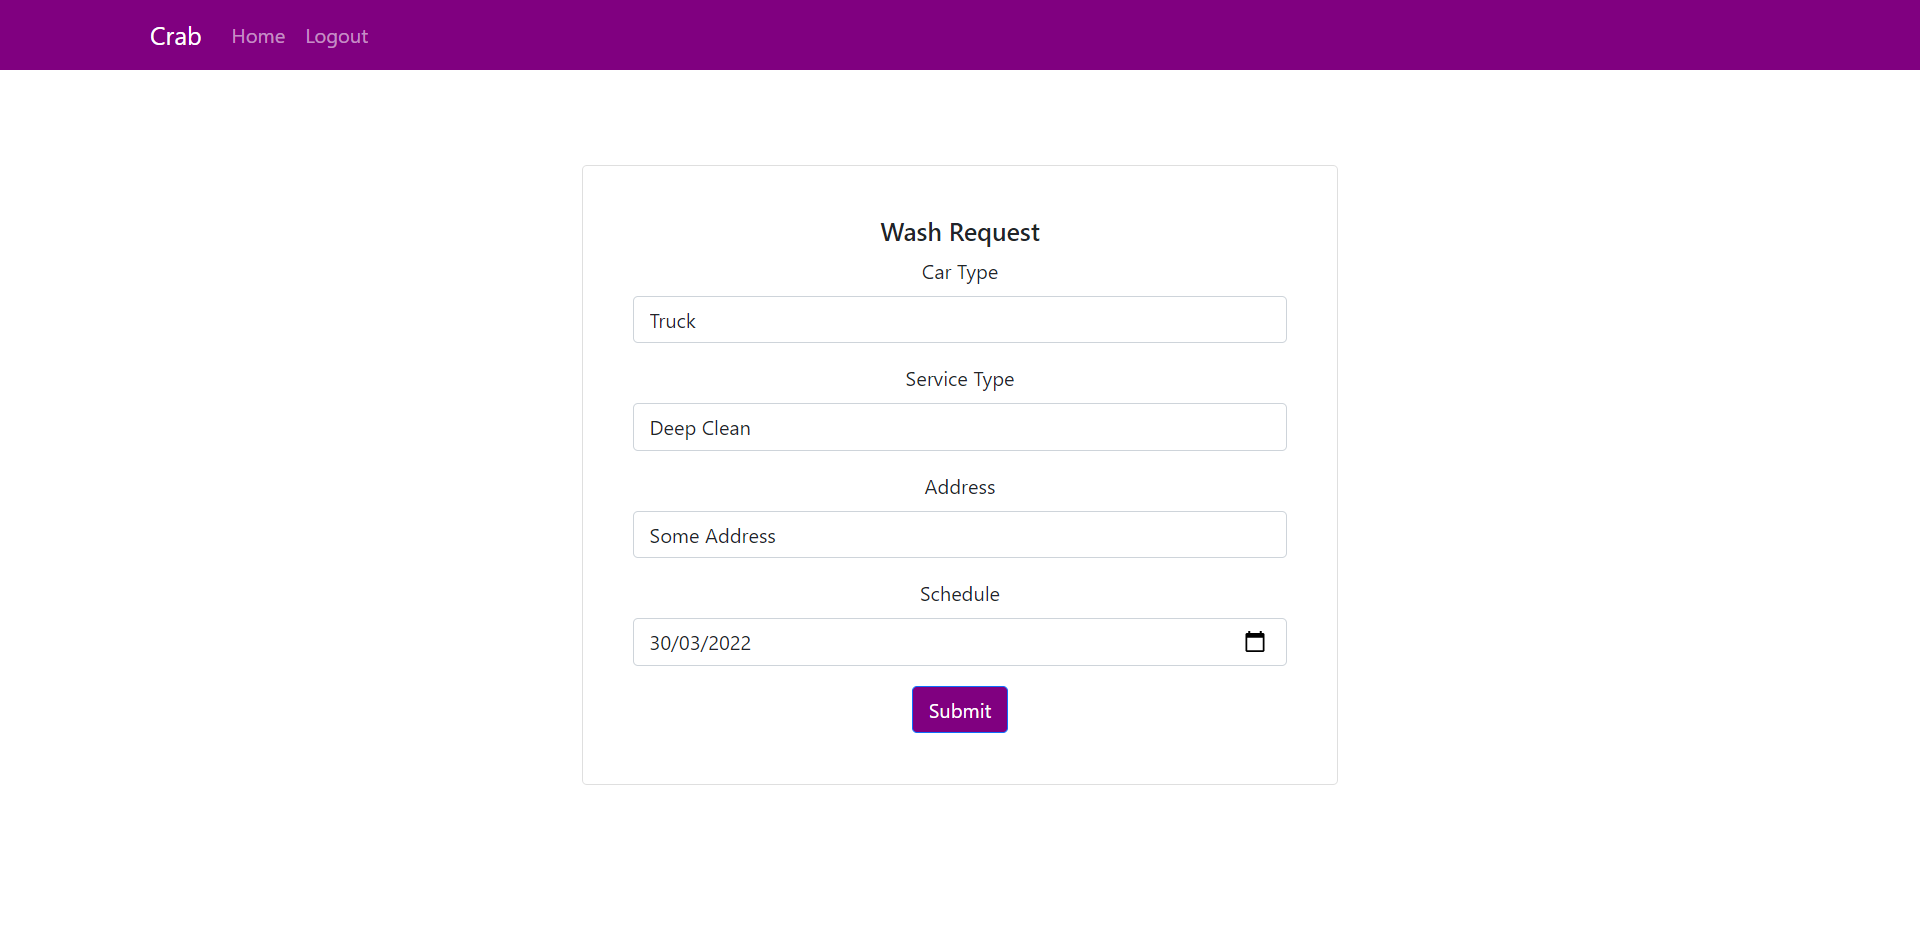 Crab Home Logout
Wash Request
Car Type
Truck
Service Type
Deep Clean
Address
Some Address
Schedule
30/03/2022
Submit